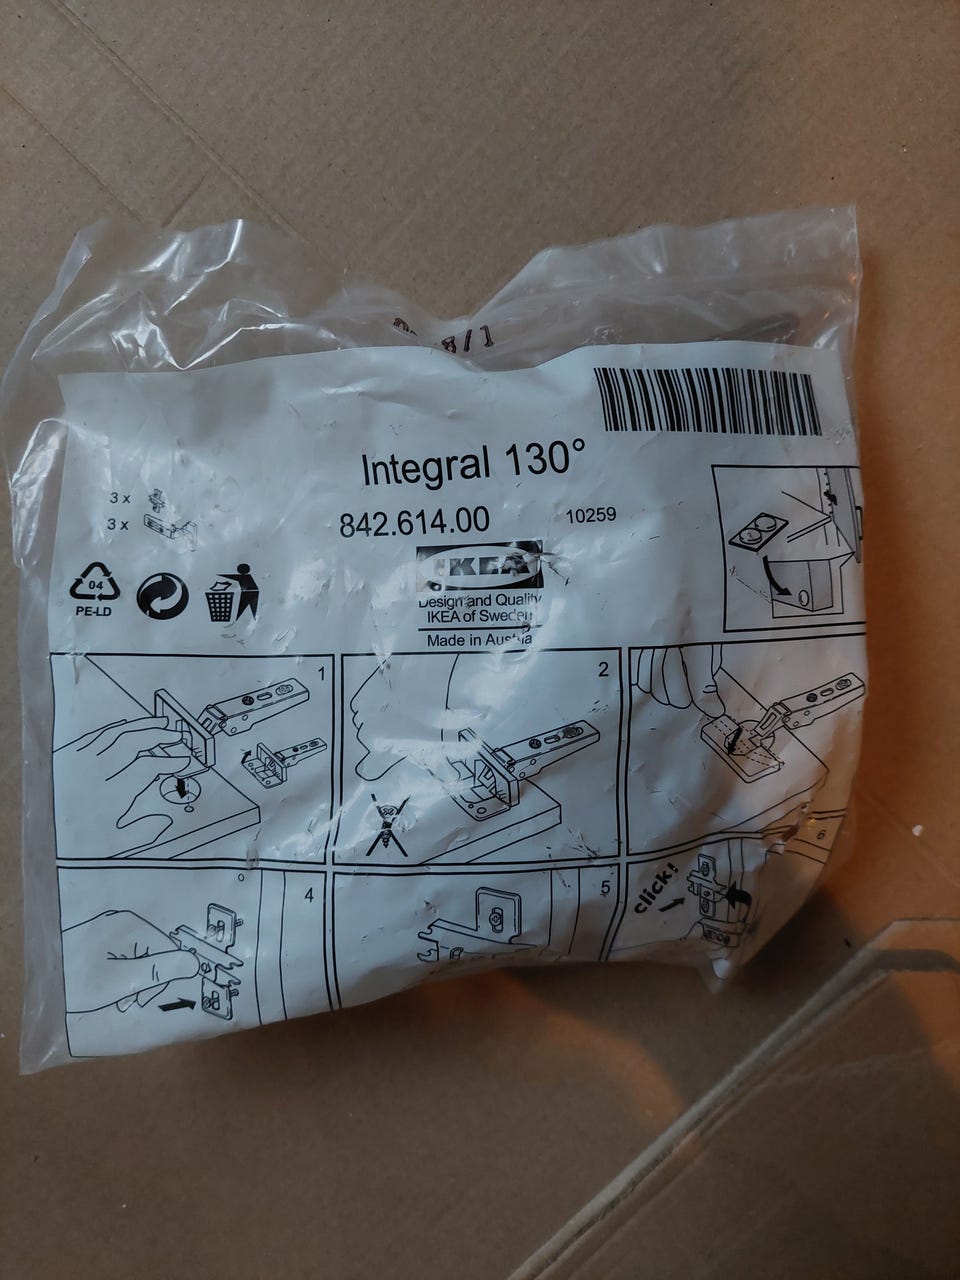 Integral 130°
3 x
3 x
842.614.00
10259
04
PE-LD
IKEA
Design and Quality
IKEA of Sweden
Made in Austria
1
2
4
5
6
click!